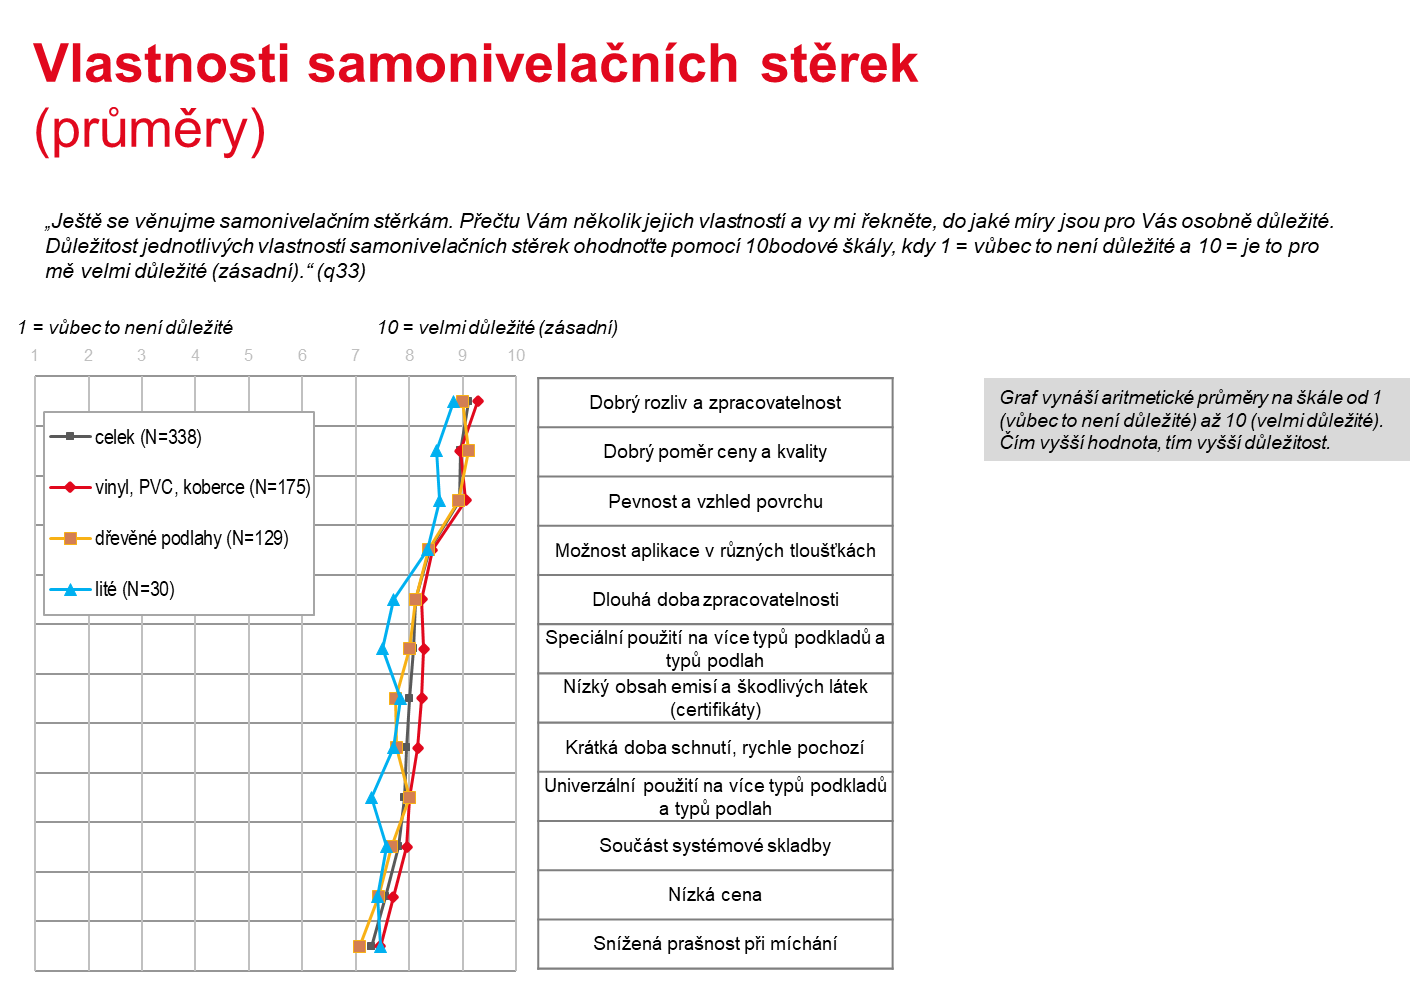 Vlastnosti samonivelačních stěrek
(průměry)
„Ještě se věnujme samonivelačním stěrkám. Přečtu Vám několik jejich vlastností a vy mi řekněte, do jaké míry jsou pro Vás osobně důležité.
Důležitost jednotlivých vlastností samonivelačních stěrek ohodnoťte pomocí 10bodové škály, kdy 1 = vůbec to není důležité a 10 = je to pro
mě velmi důležité (zásadní).“ (q33)
1 = vůbec to není důležité
10 = velmi důležité (zásadní)
1 2 3 4 5 6 7 8 9 10
celek (N=338)
vinyl, PVC, koberce (N=175)
dřevěné podlahy (N=129)
lité (N=30)
Dobrý rozliv a zpracovatelnost
Dobrý poměr ceny a kvality
Pevnost a vzhled povrchu
Možnost aplikace v různých tloušťkách
Dlouhá doba zpracovatelnosti
Speciální použití na více typů podkladů a
typů podlah
Nízký obsah emisí a škodlivých látek
(certifikáty)
Krátká doba schnutí, rychle pochozí
Univerzální použití na více typů podkladů
a typů podlah
Součást systémové skladby
Nízká cena
Snížená prašnost při míchání
Graf vynáší aritmetické průměry na škále od 1
(vůbec to není důležité) až 10 (velmi důležité).
Čím vyšší hodnota, tím vyšší důležitost.